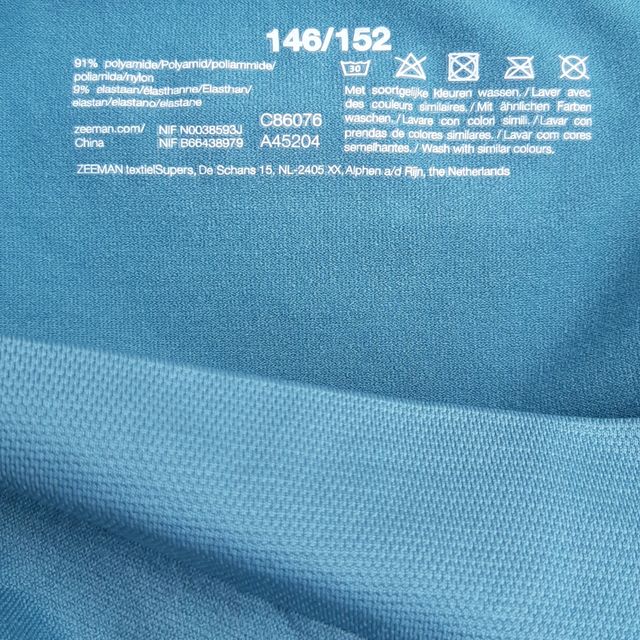 146/152
91% polyamide/Polyamid/poliammide/
poliamida/nylon
9% elastaan/élasthanne/Elasthan/
elastan/elastano/elastane
zeeman.com/
China
NIF N0038593J
NIF B66438979
C86076
A45204
30
Met soortgelijke kleuren wassen./Laver avec
des couleurs similaires./Mit ähnlichen Farben
waschen./Lavare con colori simili./Lavar con
prendas de colores similares./Lavar com cores
semelhantes./Wash with similar colours.
ZEEMAN textielSupers, De Schans 15, NL-2405 XX, Alphen a/d Rijn, the Netherlands